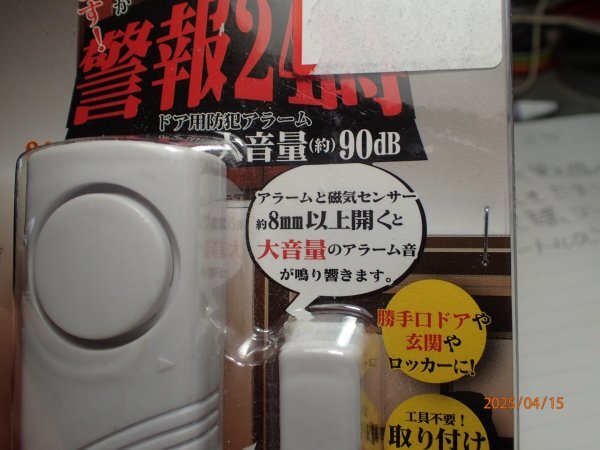 が
す!
警報24時
ドア用防犯アラーム
大音量(約)90dB
アラームと磁気センサー
約8mm以上開くと
大音量のアラーム音
が鳴り響きます。
勝手口ドアや
玄関や
ロッカーに!
工具不要!
取り付け
2023/04/15